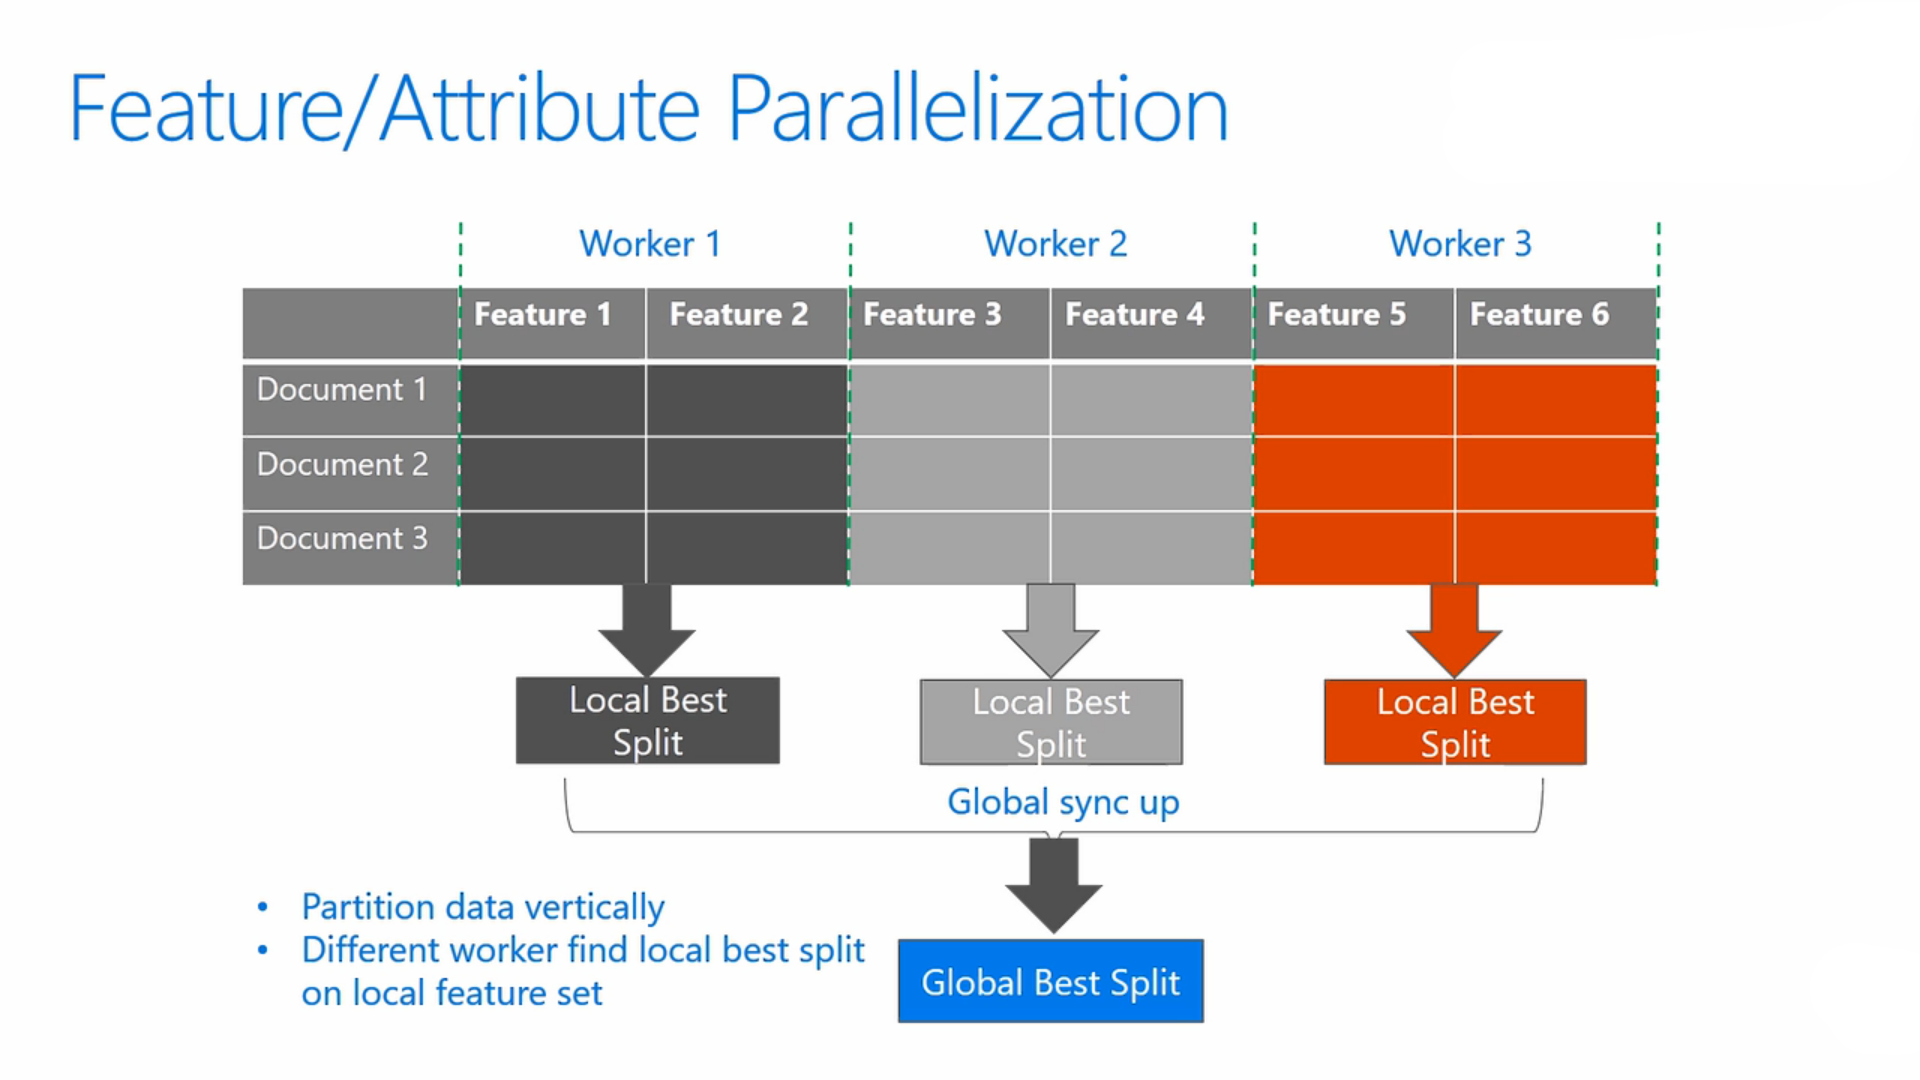 Feature/Attribute Parallelization
Worker 1 Worker 2 Worker 3
Feature 1 Feature 2 Feature 3 Feature 4 Feature 5 Feature 6
Document 1
Document 2
Document 3
Local Best
Split
Local Best
Split
Local Best
Split
Global sync up
• Partition data vertically
• Different worker find local best split
on local feature set
Global Best Split